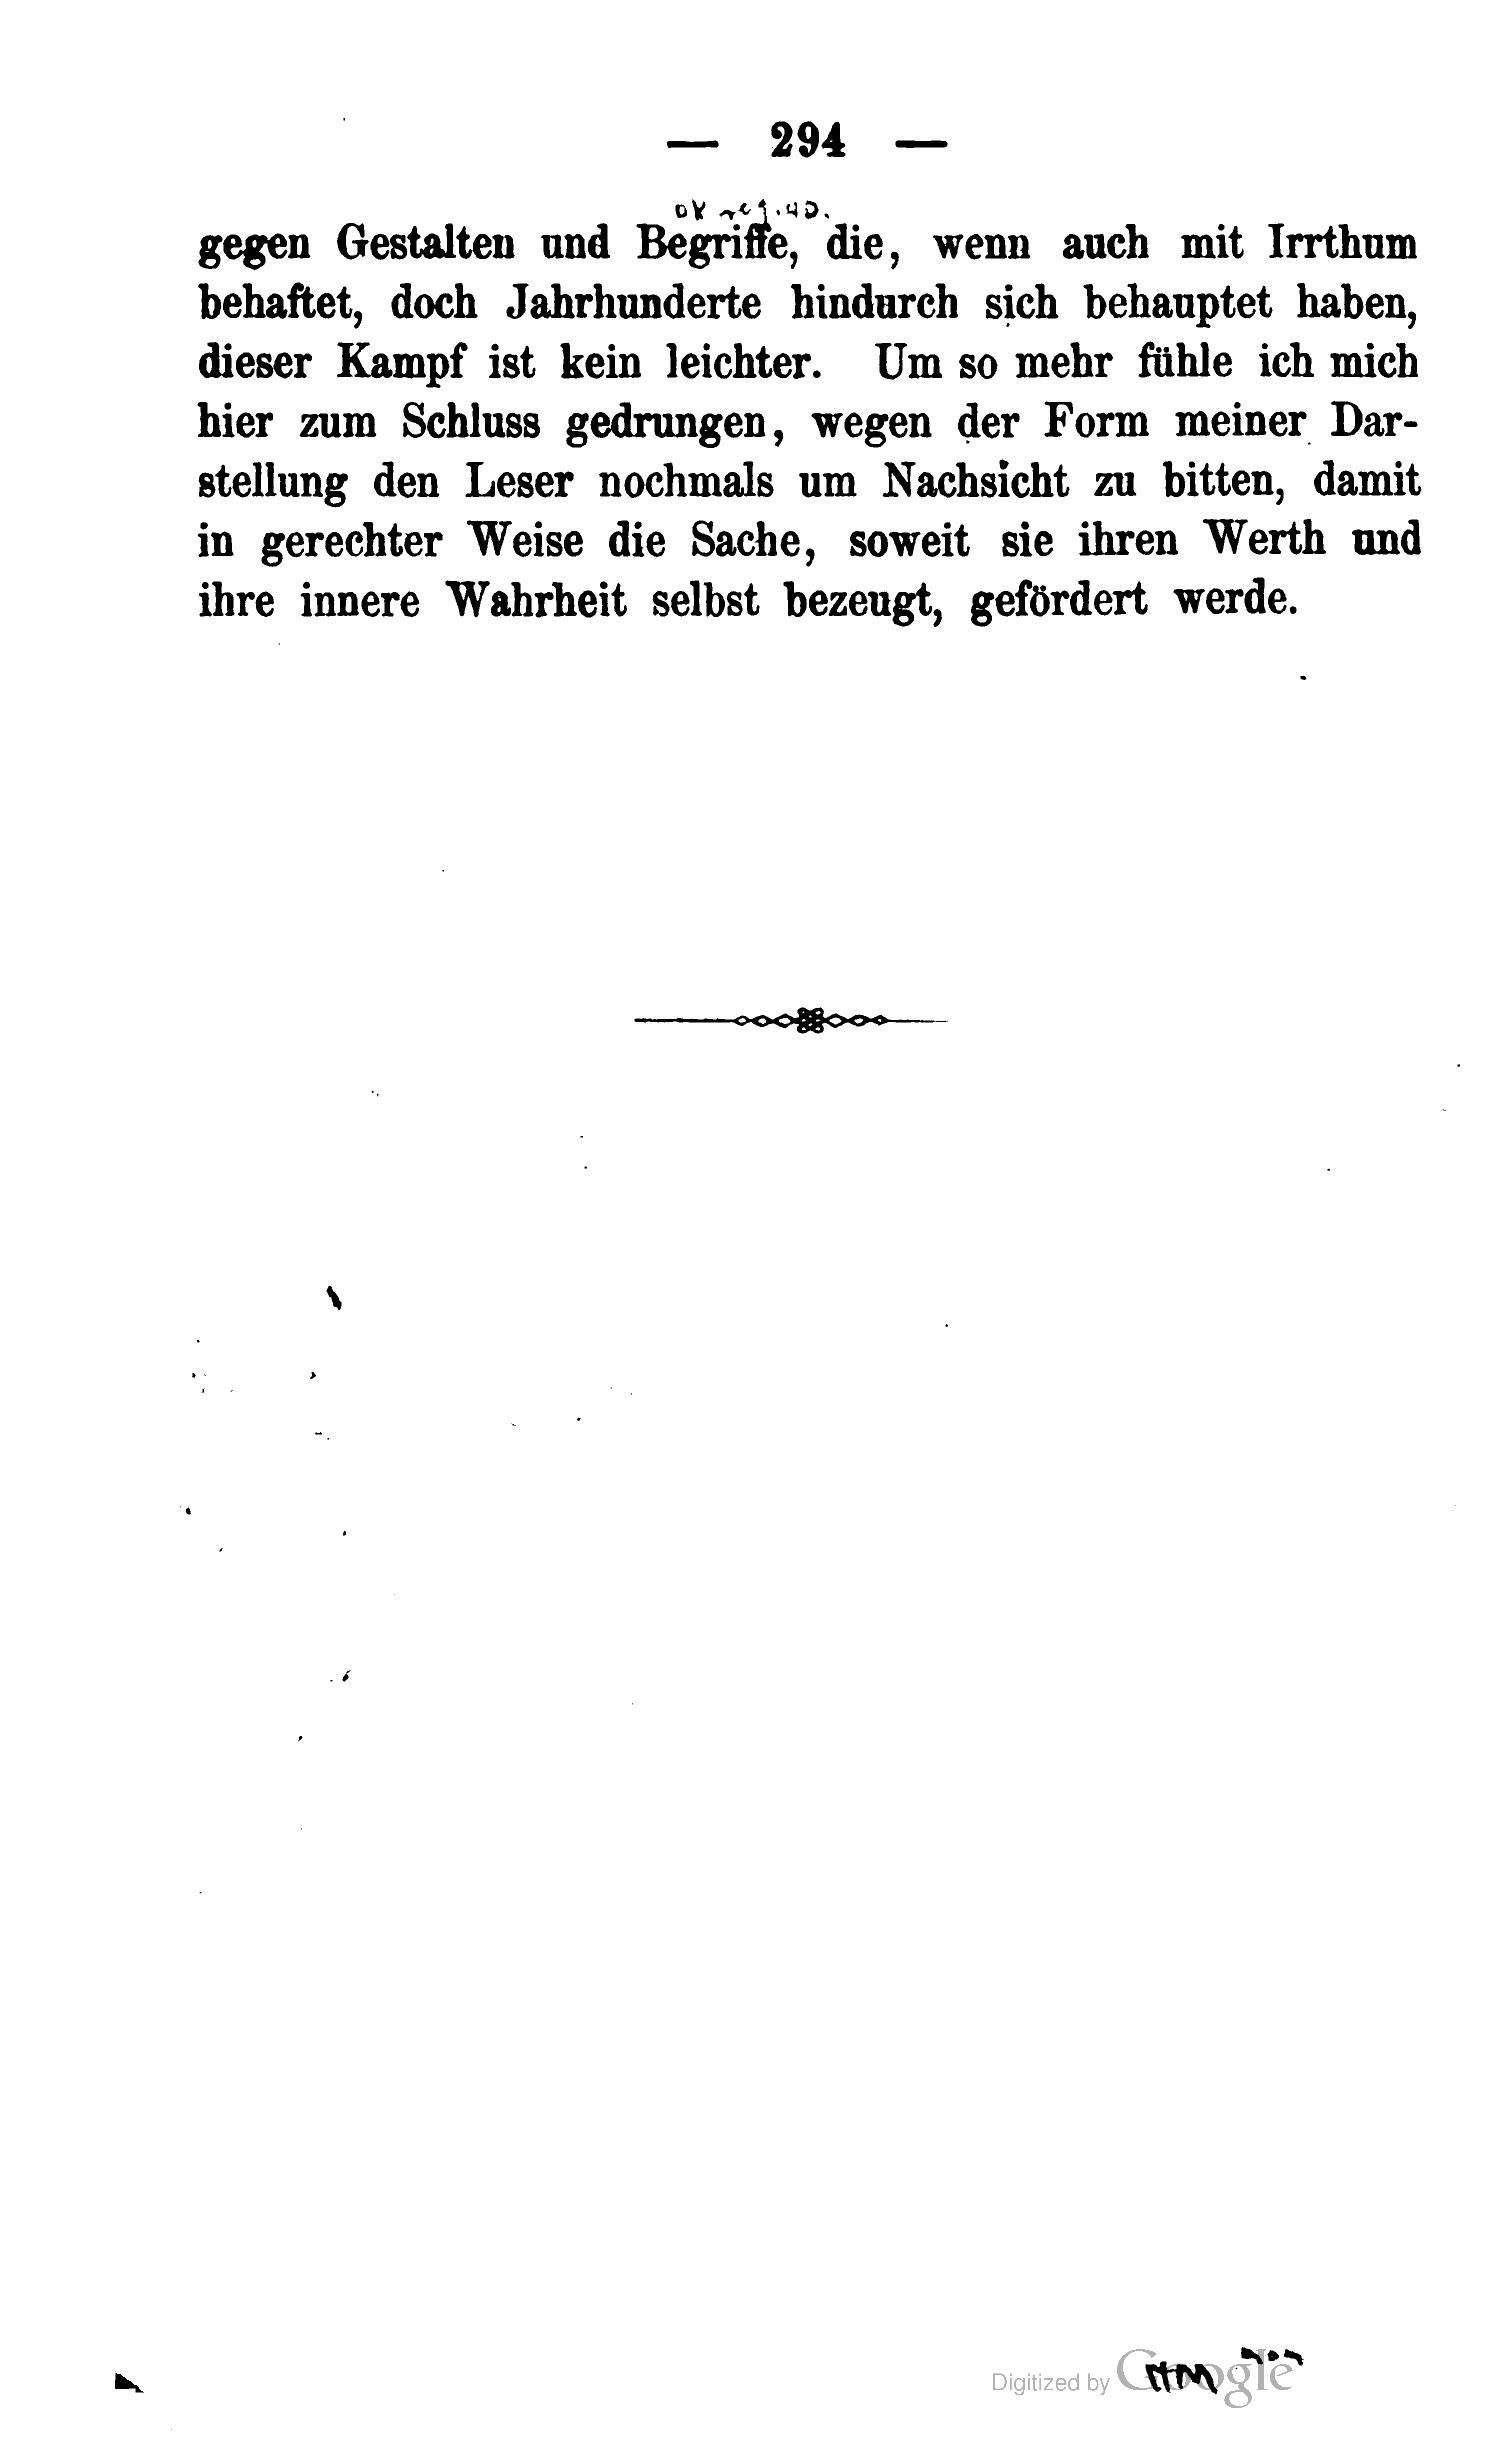 — 294 —
gegen Gestalten und Begriffe, die, wenn auch mit Irrthum
behaftet, doch Jahrhunderte hindurch sich behauptet haben,
dieser Kampf ist kein leichter. Um so mehr fühle ich mich
hier zum Schluss gedrungen, wegen der Form meiner Dar-
stellung den Leser nochmals um Nachsicht zu bitten, damit
in gerechter Weise die Sache, soweit sie ihren Werth und
ihre innere Wahrheit selbst bezeugt, gefördert werde.
Digitized by Google